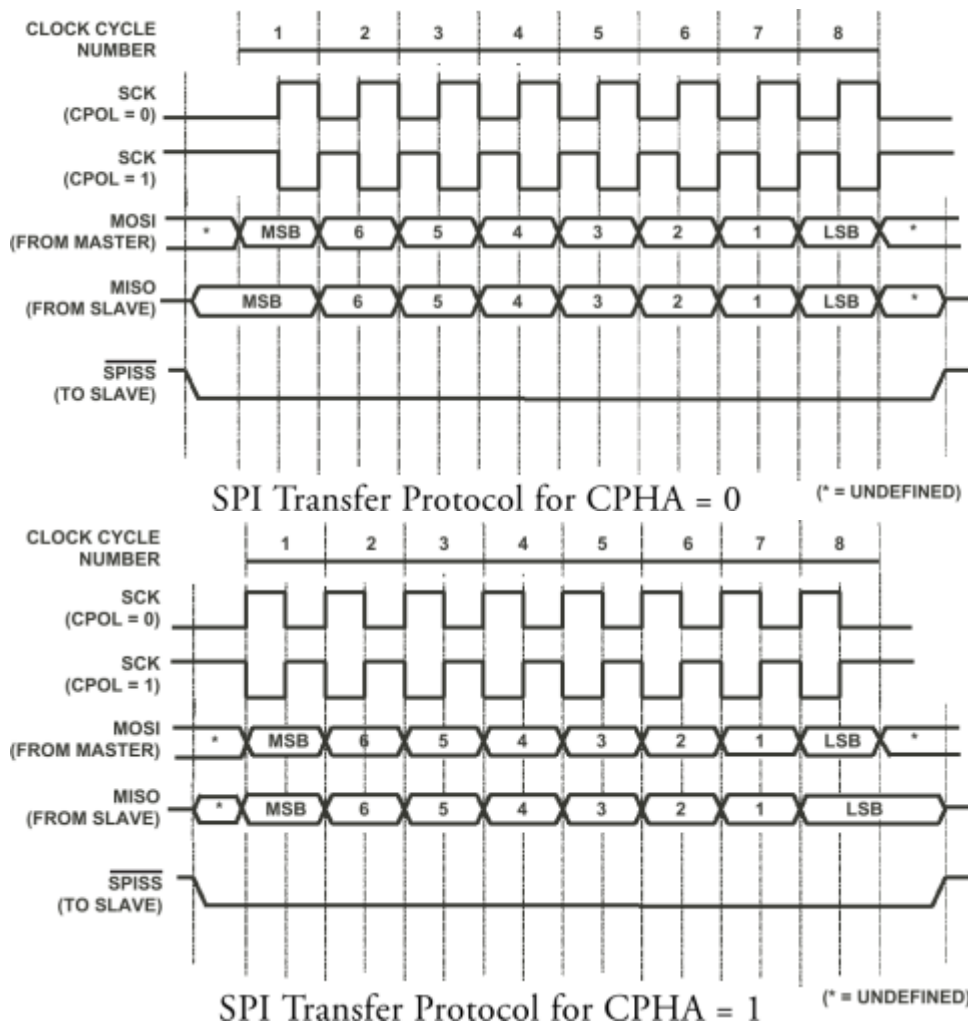 CLOCK CYCLE NUMBER 1 2 3 4 5 6 7 8
SCK
(CPOL = 0)
SCK
(CPOL = 1)
MOSI
(FROM MASTER) * MSB 6 5 4 3 2 1 LSB *
MISO
(FROM SLAVE) MSB 6 5 4 3 2 1 LSB *
SPISS
(TO SLAVE)
SPI Transfer Protocol for CPHA = 0 (* = UNDEFINED)
CLOCK CYCLE NUMBER 1 2 3 4 5 6 7 8
SCK
(CPOL = 0)
SCK
(CPOL = 1)
MOSI
(FROM MASTER) * MSB 6 5 4 3 2 1 LSB *
MISO
(FROM SLAVE) * MSB 6 5 4 3 2 1 LSB
SPISS
(TO SLAVE)
SPI Transfer Protocol for CPHA = 1 (* = UNDEFINED)